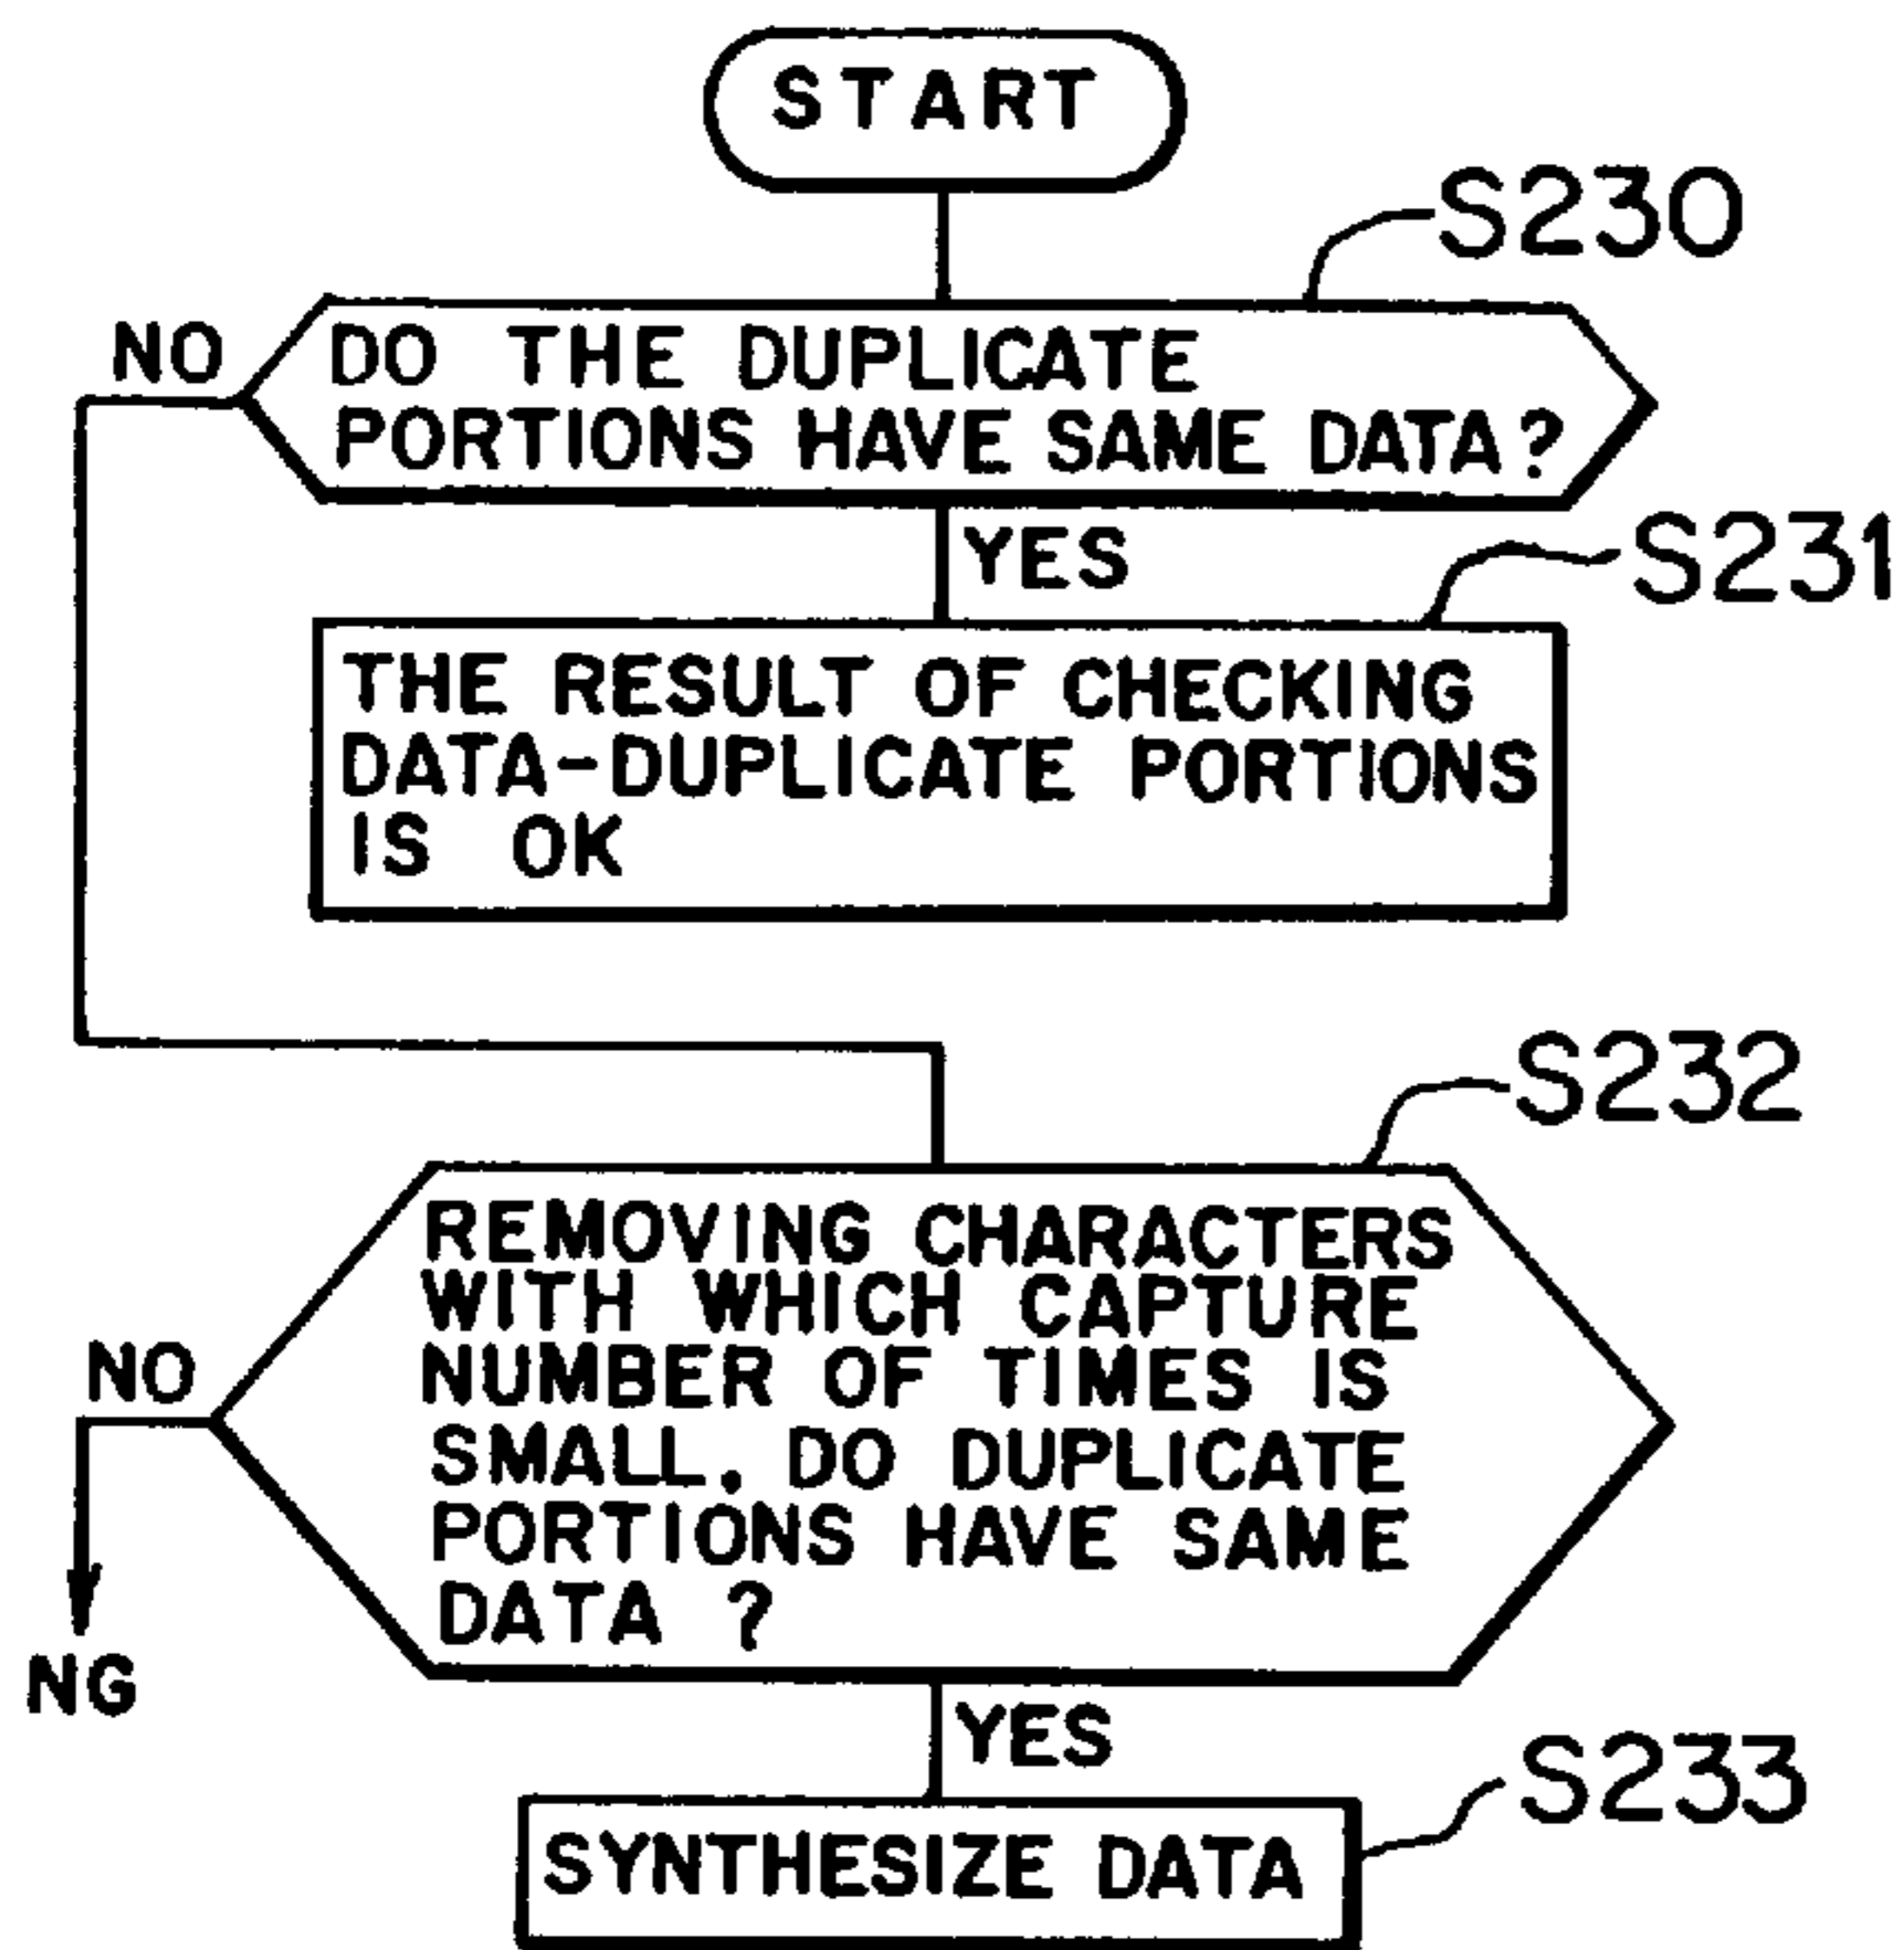 START
S230
NO
DO THE DUPLICATE
PORTIONS HAVE SAME DATA?
YES
S231
THE RESULT OF CHECKING
DATA-DUPLICATE PORTIONS
IS OK
S232
REMOVING CHARACTERS
WITH WHICH CAPTURE
NUMBER OF TIMES IS
SMALL. DO DUPLICATE
PORTIONS HAVE SAME
DATA ?
NO
NG
YES
S233
SYNTHESIZE DATA